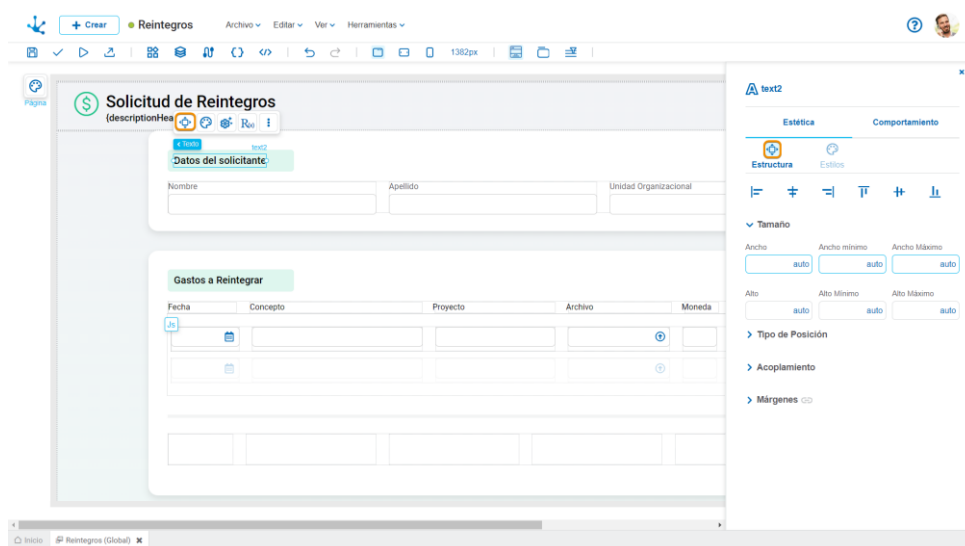 + Crear
Reintegros
Archivo Editar Ver Herramientas
1382px
Página
Solicitud de Reintegros
{descriptionHea
Texto
text2
Datos del solicitante
Nombre Apellido Unidad Organizacional
Gastos a Reintegrar
Fecha Concepto Proyecto Archivo Moneda
Js
text2
Estética Comportamiento
Estructura Estilos
Tamaño
Ancho Ancho mínimo Ancho Máximo
auto auto auto
Alto Alto Mínimo Alto Máximo
auto auto auto
Tipo de Posición
Acoplamiento
Márgenes
Inicio Reintegros (Global)